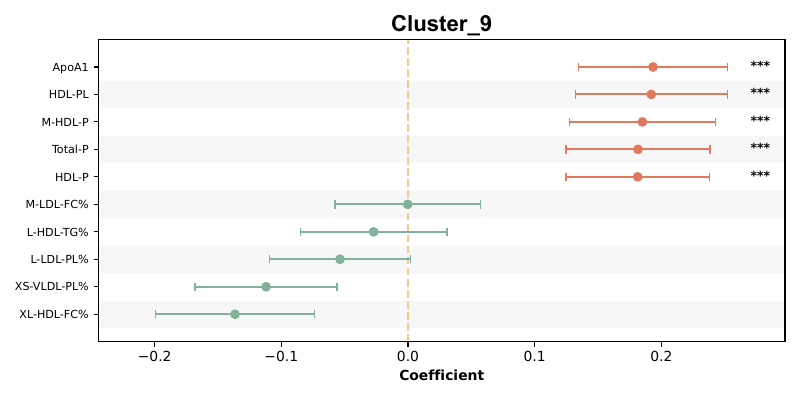 Cluster_9
ApoA1 ***
HDL-PL ***
M-HDL-P ***
Total-P ***
HDL-P ***
M-LDL-FC%
L-HDL-TG%
L-LDL-PL%
XS-VLDL-PL%
XL-HDL-FC%
−0.2 −0.1 0.0 0.1 0.2
Coefficient